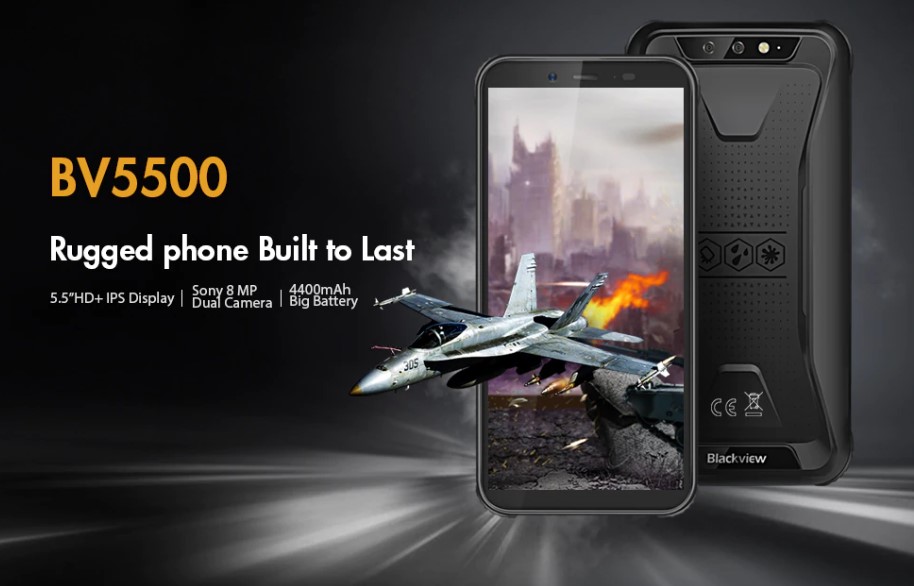 BV5500
Rugged phone Built to Last
5.5"HD+ IPS Display | Sony 8 MP Dual Camera | 4400mAh Big Battery
305
CE
Blackview